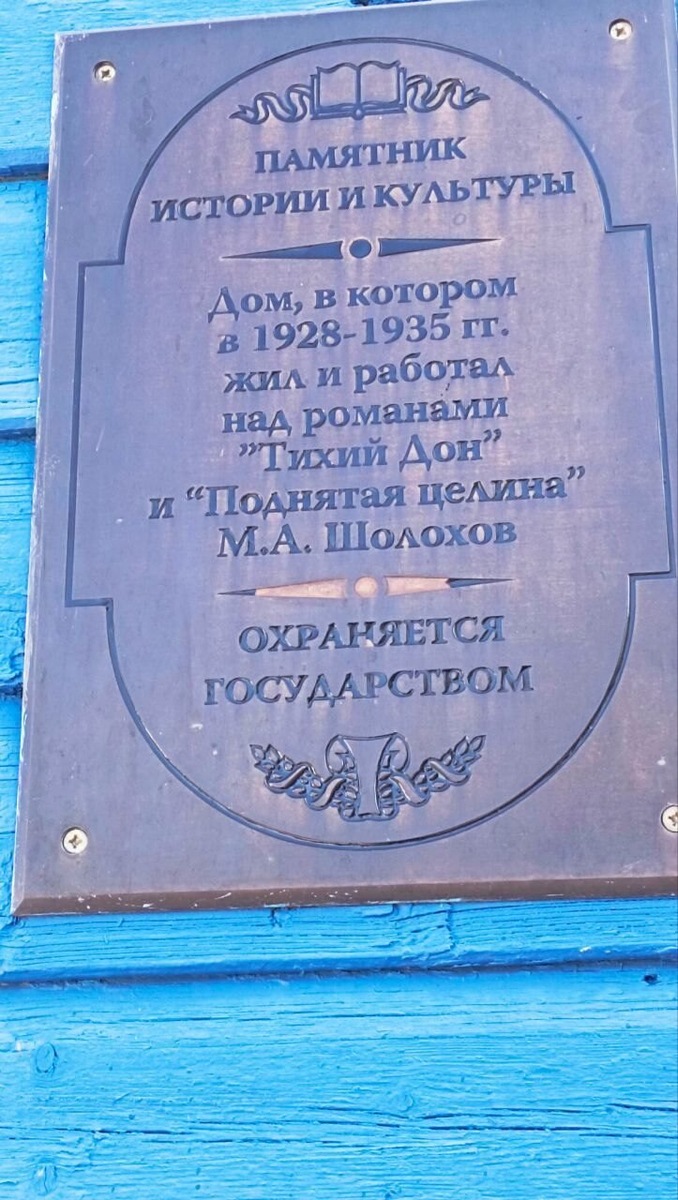 ПАМЯТНИК
ИСТОРИИ И КУЛЬТУРЫ
Дом, в котором
в 1928-1935 гг.
жил и работал
над романами
”Тихий Дон”
и “Поднятая целина”
М.А. Шолохов
ОХРАНЯЕТСЯ
ГОСУДАРСТВОМ